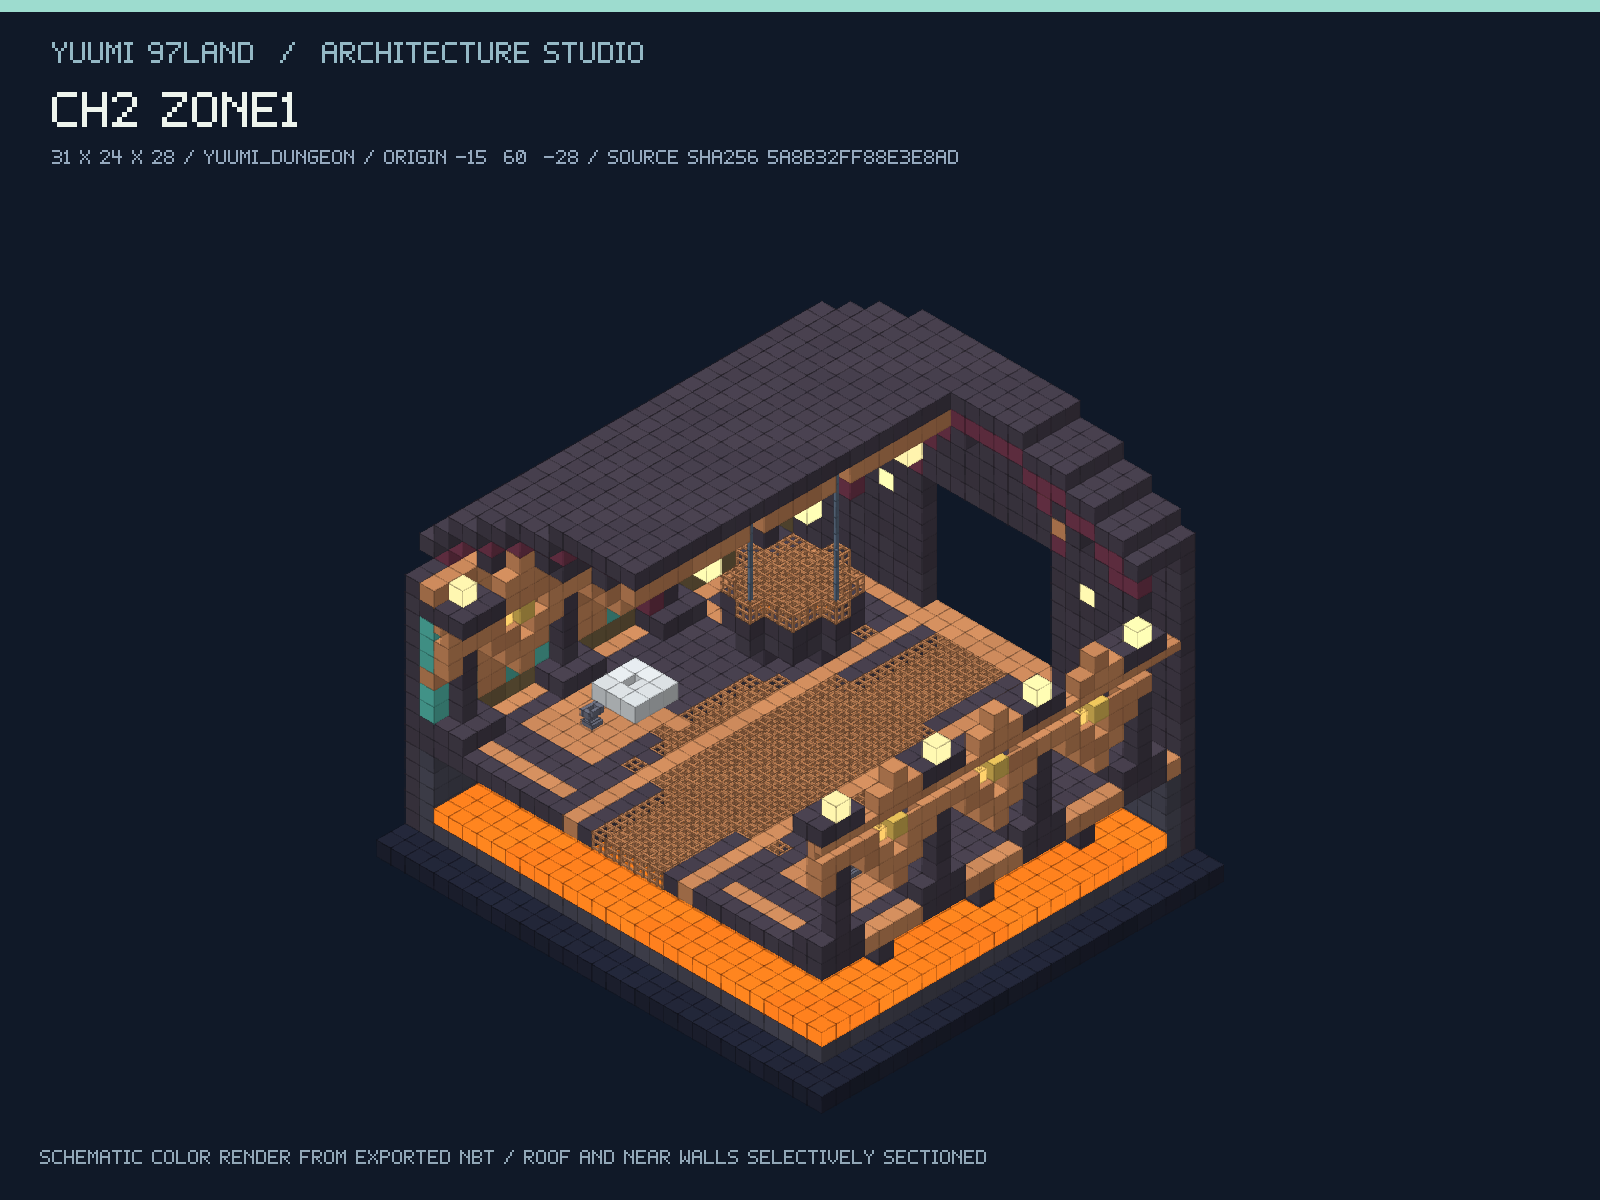 YUUMI 97LAND / ARCHITECTURE STUDIO
CH2 ZONE1
31 X 24 X 28 / YUUMI_DUNGEON / ORIGIN -15 60 -28 / SOURCE SHA256 5A8B32FF88E3E8AD
SCHEMATIC COLOR RENDER FROM EXPORTED NBT / ROOF AND NEAR WALLS SELECTIVELY SECTIONED